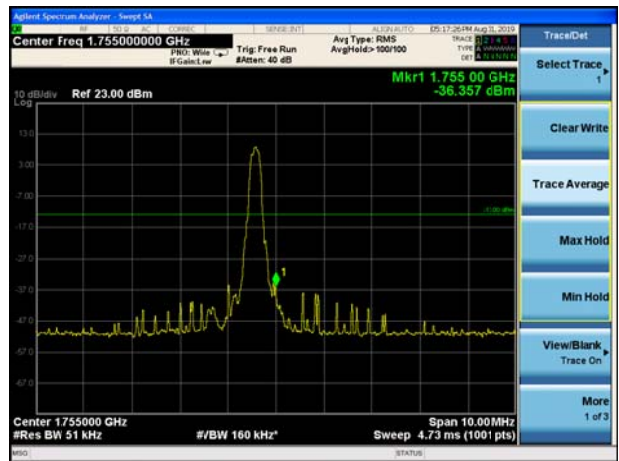 Agilent Spectrum Analyzer - Swept SA
RF 50 Ω AC CORREC SENSE:INT ALIGN AUTO 05:17:26 PM Aug 31, 2019
Center Freq 1.755000000 GHz
PNO: Wide Trig: Free Run
IFGain:Low #Atten: 40 dB
Avg Type: RMS
Avg|Hold:> 100/100
TRACE
TYPE
DET
Trace/Det
Mkr1 1.755 00 GHz
-36.357 dBm
10 dB/div Ref 23.00 dBm
Log
13.0
3.00
-7.00
-17.0
-27.0
-37.0
-47.0
-57.0
-67.0
1
Select Trace
1
Clear Write
Trace Average
Max Hold
Min Hold
View/Blank
Trace On
More
1 of 3
Center 1.755000 GHz Span 10.00 MHz
#Res BW 51 kHz #VBW 160 kHz* Sweep 4.73 ms (1001 pts)
MSG STATUS